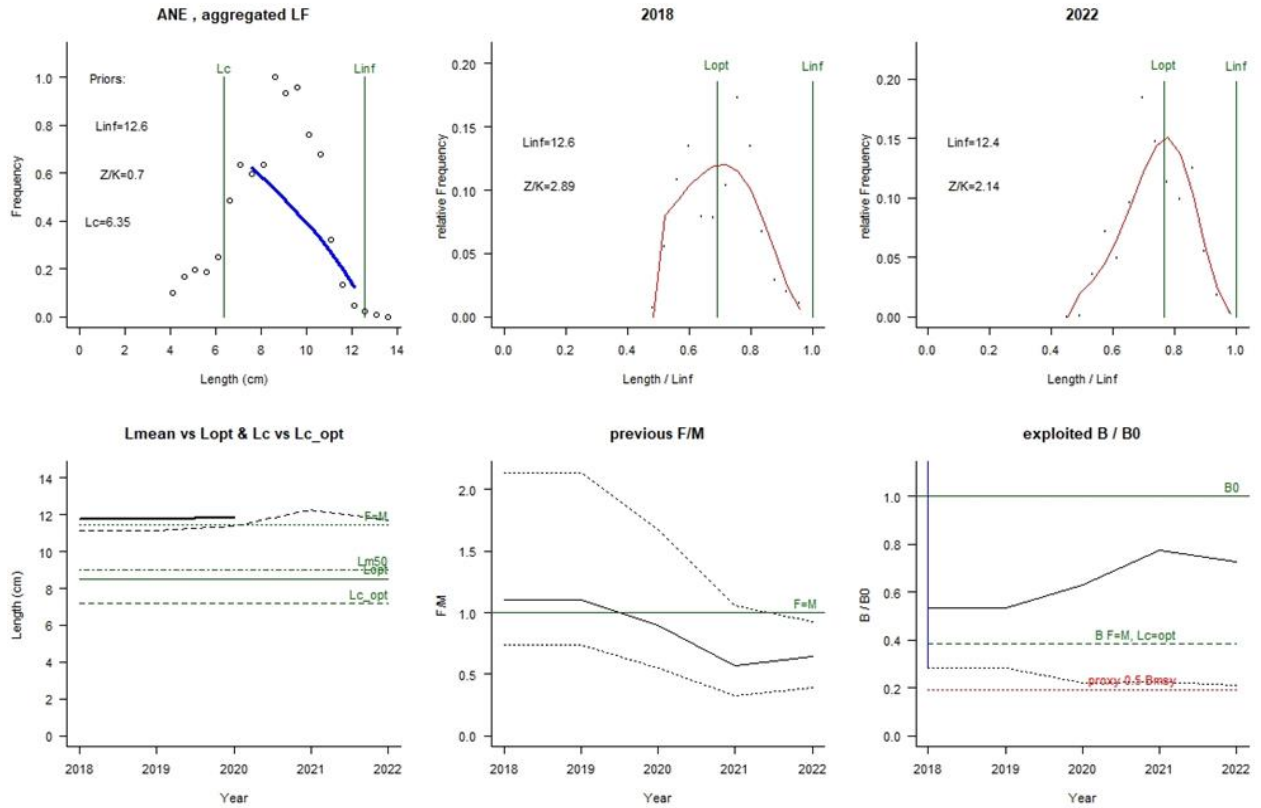 ANE , aggregated LF
Frequency
1.0
0.8
0.6
0.4
0.2
0.0
Priors:
Linf=12.6
Z/K=0.7
Lc=6.35
Lc
Linf
0 2 4 6 8 10 12 14
Length (cm)
2018
relative Frequency
0.20
0.15
0.10
0.05
0.00
Linf=12.6
Z/K=2.89
Lopt
Linf
0.0 0.2 0.4 0.6 0.8 1.0
Length / Linf
2022
relative Frequency
0.20
0.15
0.10
0.05
0.00
Linf=12.4
Z/K=2.14
Lopt
Linf
0.0 0.2 0.4 0.6 0.8 1.0
Length / Linf
Lmean vs Lopt & Lc vs Lc_opt
Length (cm)
14
12
10
8
6
4
2
0
F=M
Lm50
Lopt
Lc_opt
2018 2019 2020 2021 2022
Year
previous F/M
F/M
2.0
1.5
1.0
0.5
0.0
F=M
2018 2019 2020 2021 2022
Year
exploited B / B0
B / B0
1.0
0.8
0.6
0.4
0.2
0.0
B0
B F=M, Lc=opt
proxy 0.5 Bmsy
2018 2019 2020 2021 2022
Year